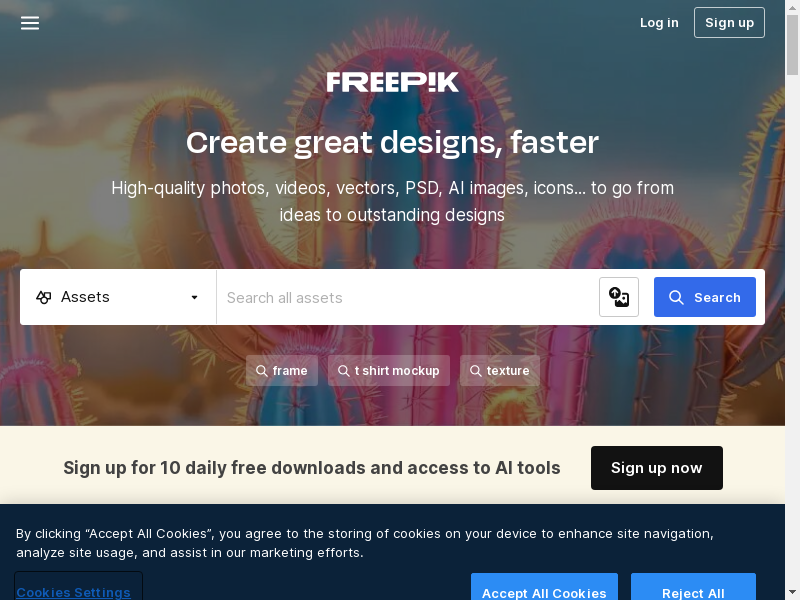 Log in
Sign up
FREEPIK
Create great designs, faster
High-quality photos, videos, vectors, PSD, AI images, icons... to go from
ideas to outstanding designs
Assets
Search all assets
Search
frame
t shirt mockup
texture
Sign up for 10 daily free downloads and access to AI tools
Sign up now
By clicking “Accept All Cookies”, you agree to the storing of cookies on your device to enhance site navigation,
analyze site usage, and assist in our marketing efforts.
Cookies Settings
Accept All Cookies
Reject All